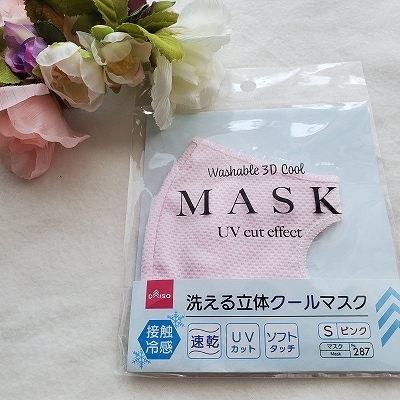 Washable 3D Cool
MASK
UV cut effect
DAISO
洗える立体クールマスク
接触
冷感
速乾
UV
カット
ソフト
タッチ
S ピンク
マスク
Mask
No.287